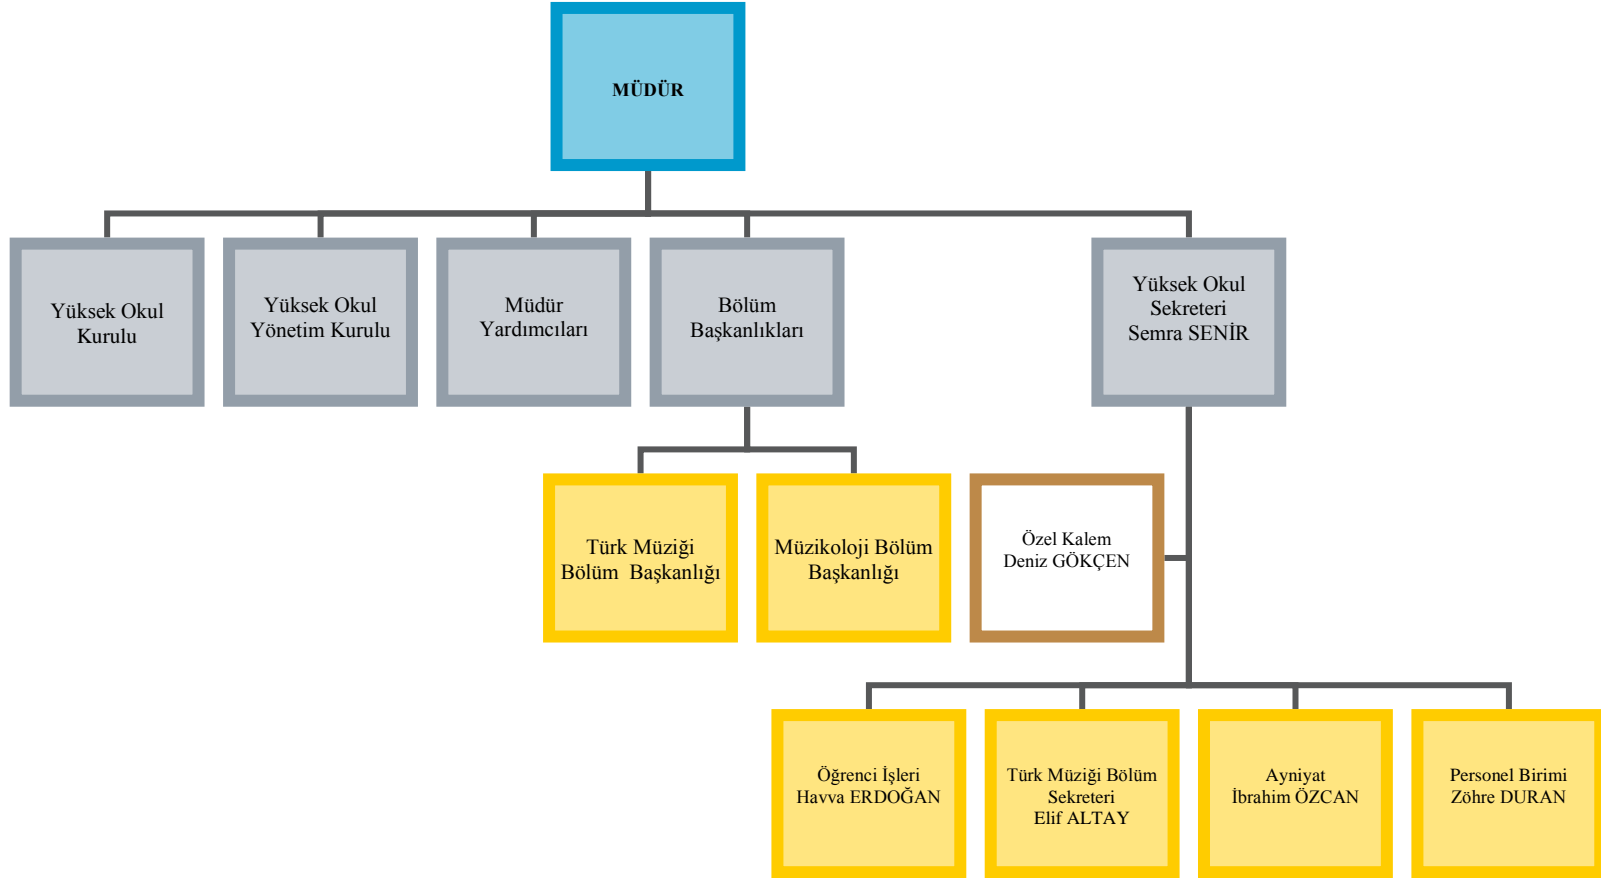 MÜDÜR
Yüksek Okul
Kurulu
Yüksek Okul
Yönetim Kurulu
Müdür
Yardımcıları
Bölüm
Başkanlıkları
Yüksek Okul
Sekreteri
Semra SENİR
Türk Müziği
Bölüm  Başkanlığı
Müzikoloji Bölüm
Başkanlığı
Özel Kalem
Deniz GÖKÇEN
Öğrenci İşleri
Havva ERDOĞAN
Türk Müziği Bölüm
Sekreteri
Elif ALTAY
Ayniyat
İbrahim ÖZCAN
Personel Birimi
Zöhre DURAN